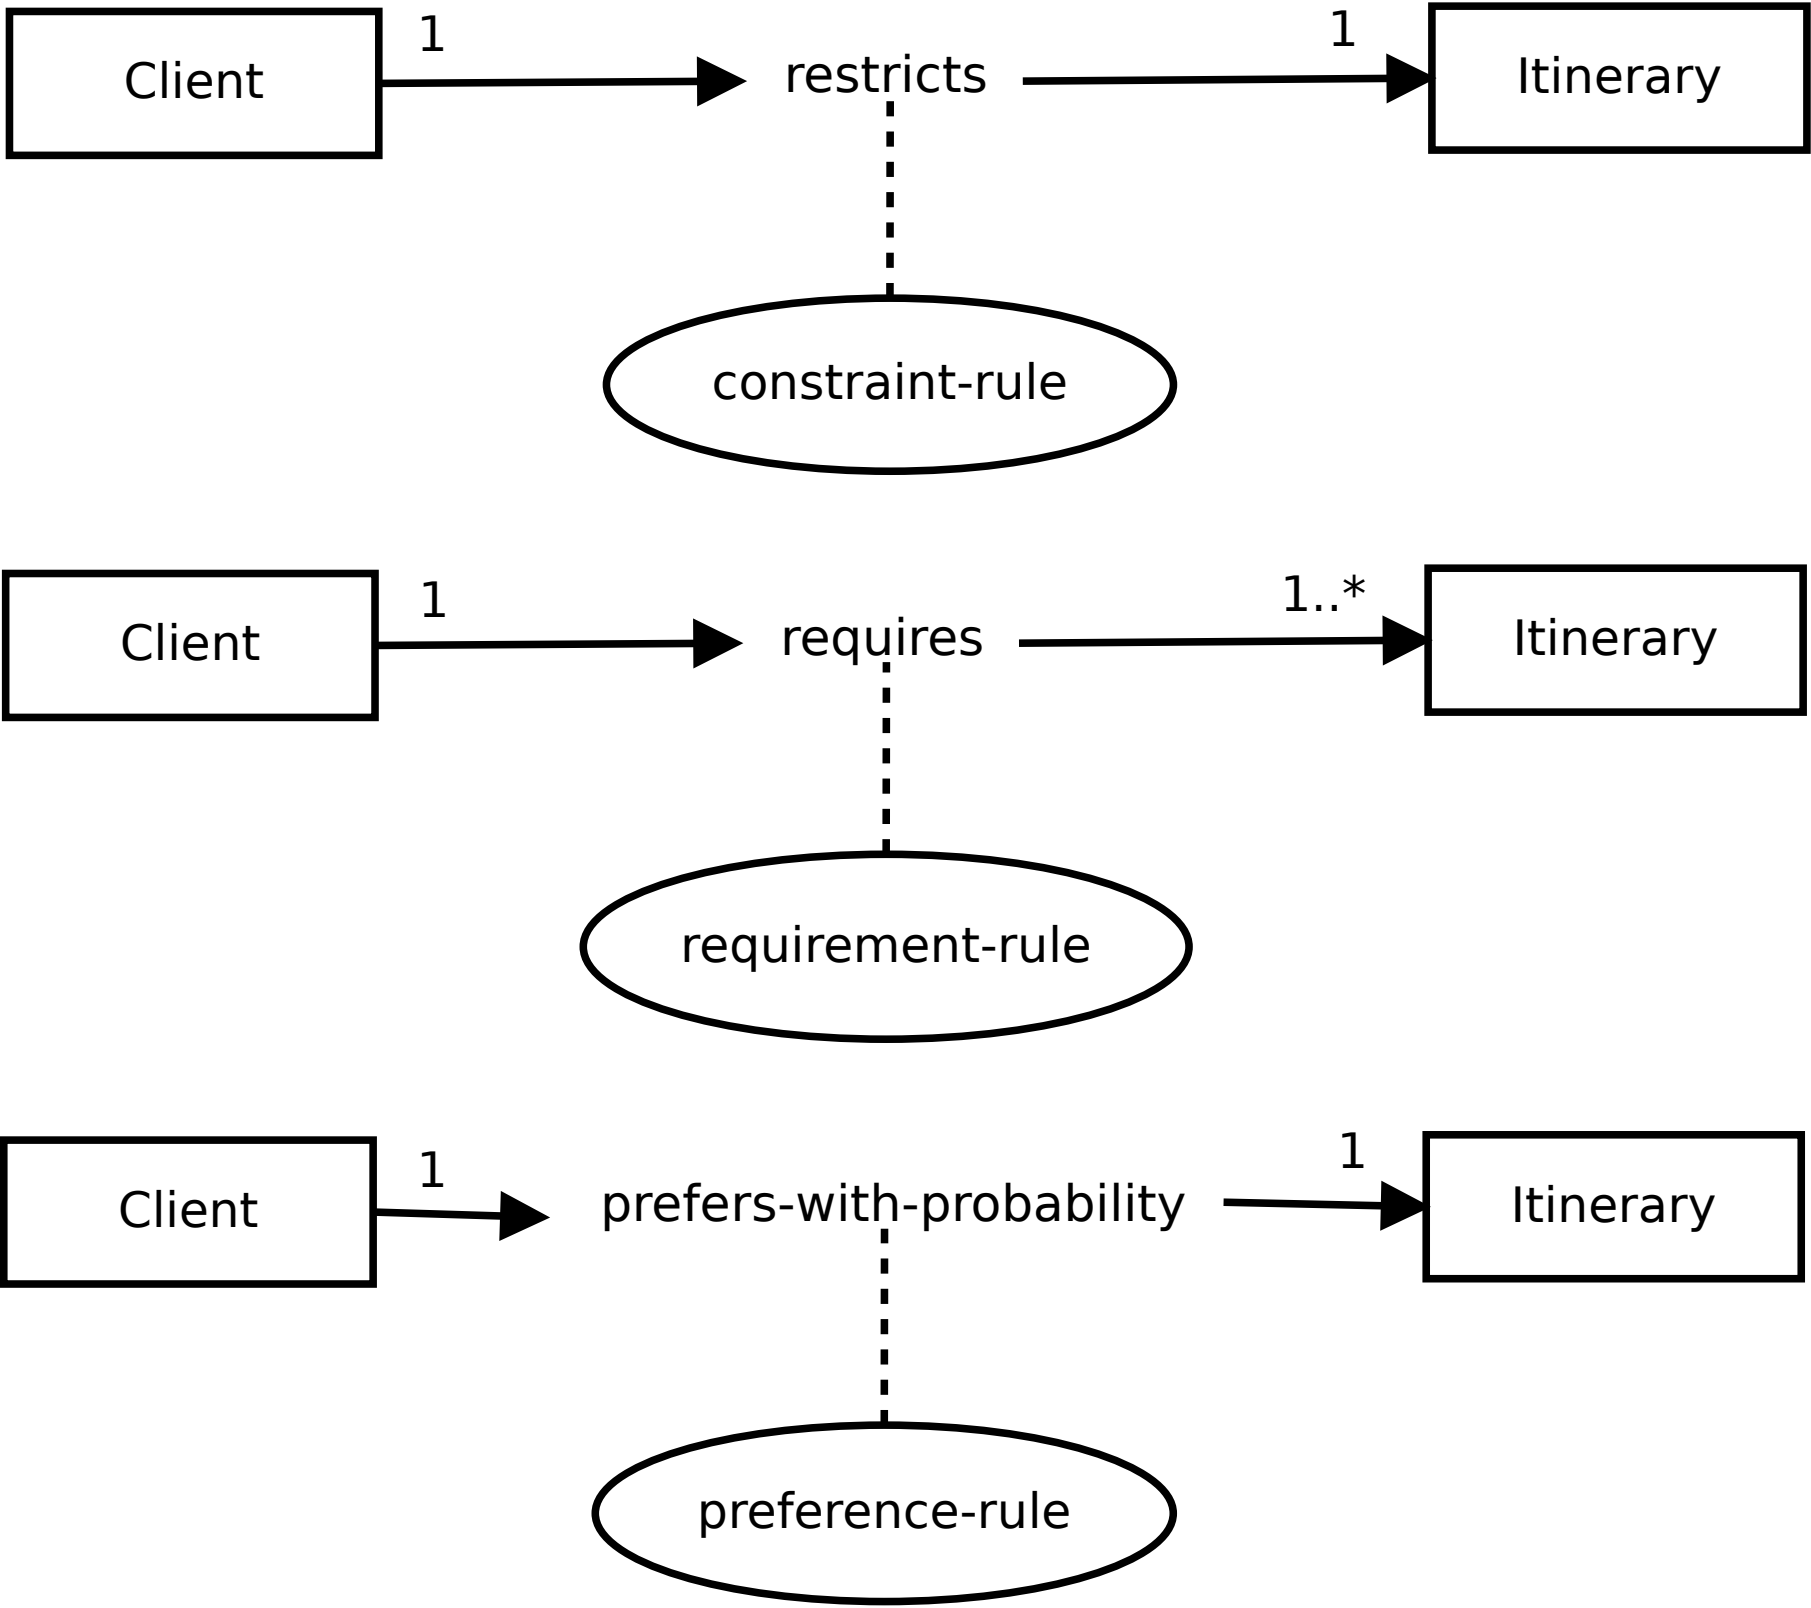 1
1
Client
restricts
Itinerary
constraint-rule
1
1..*
Client
requires
Itinerary
requirement-rule
1
1
Client
prefers-with-probability
Itinerary
preference-rule